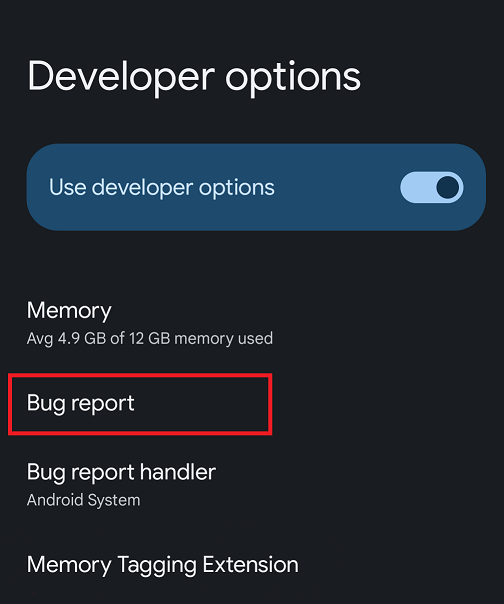 Developer options
Use developer options
Memory
Avg 4.9 GB of 12 GB memory used
Bug report
Bug report handler
Android System
Memory Tagging Extension